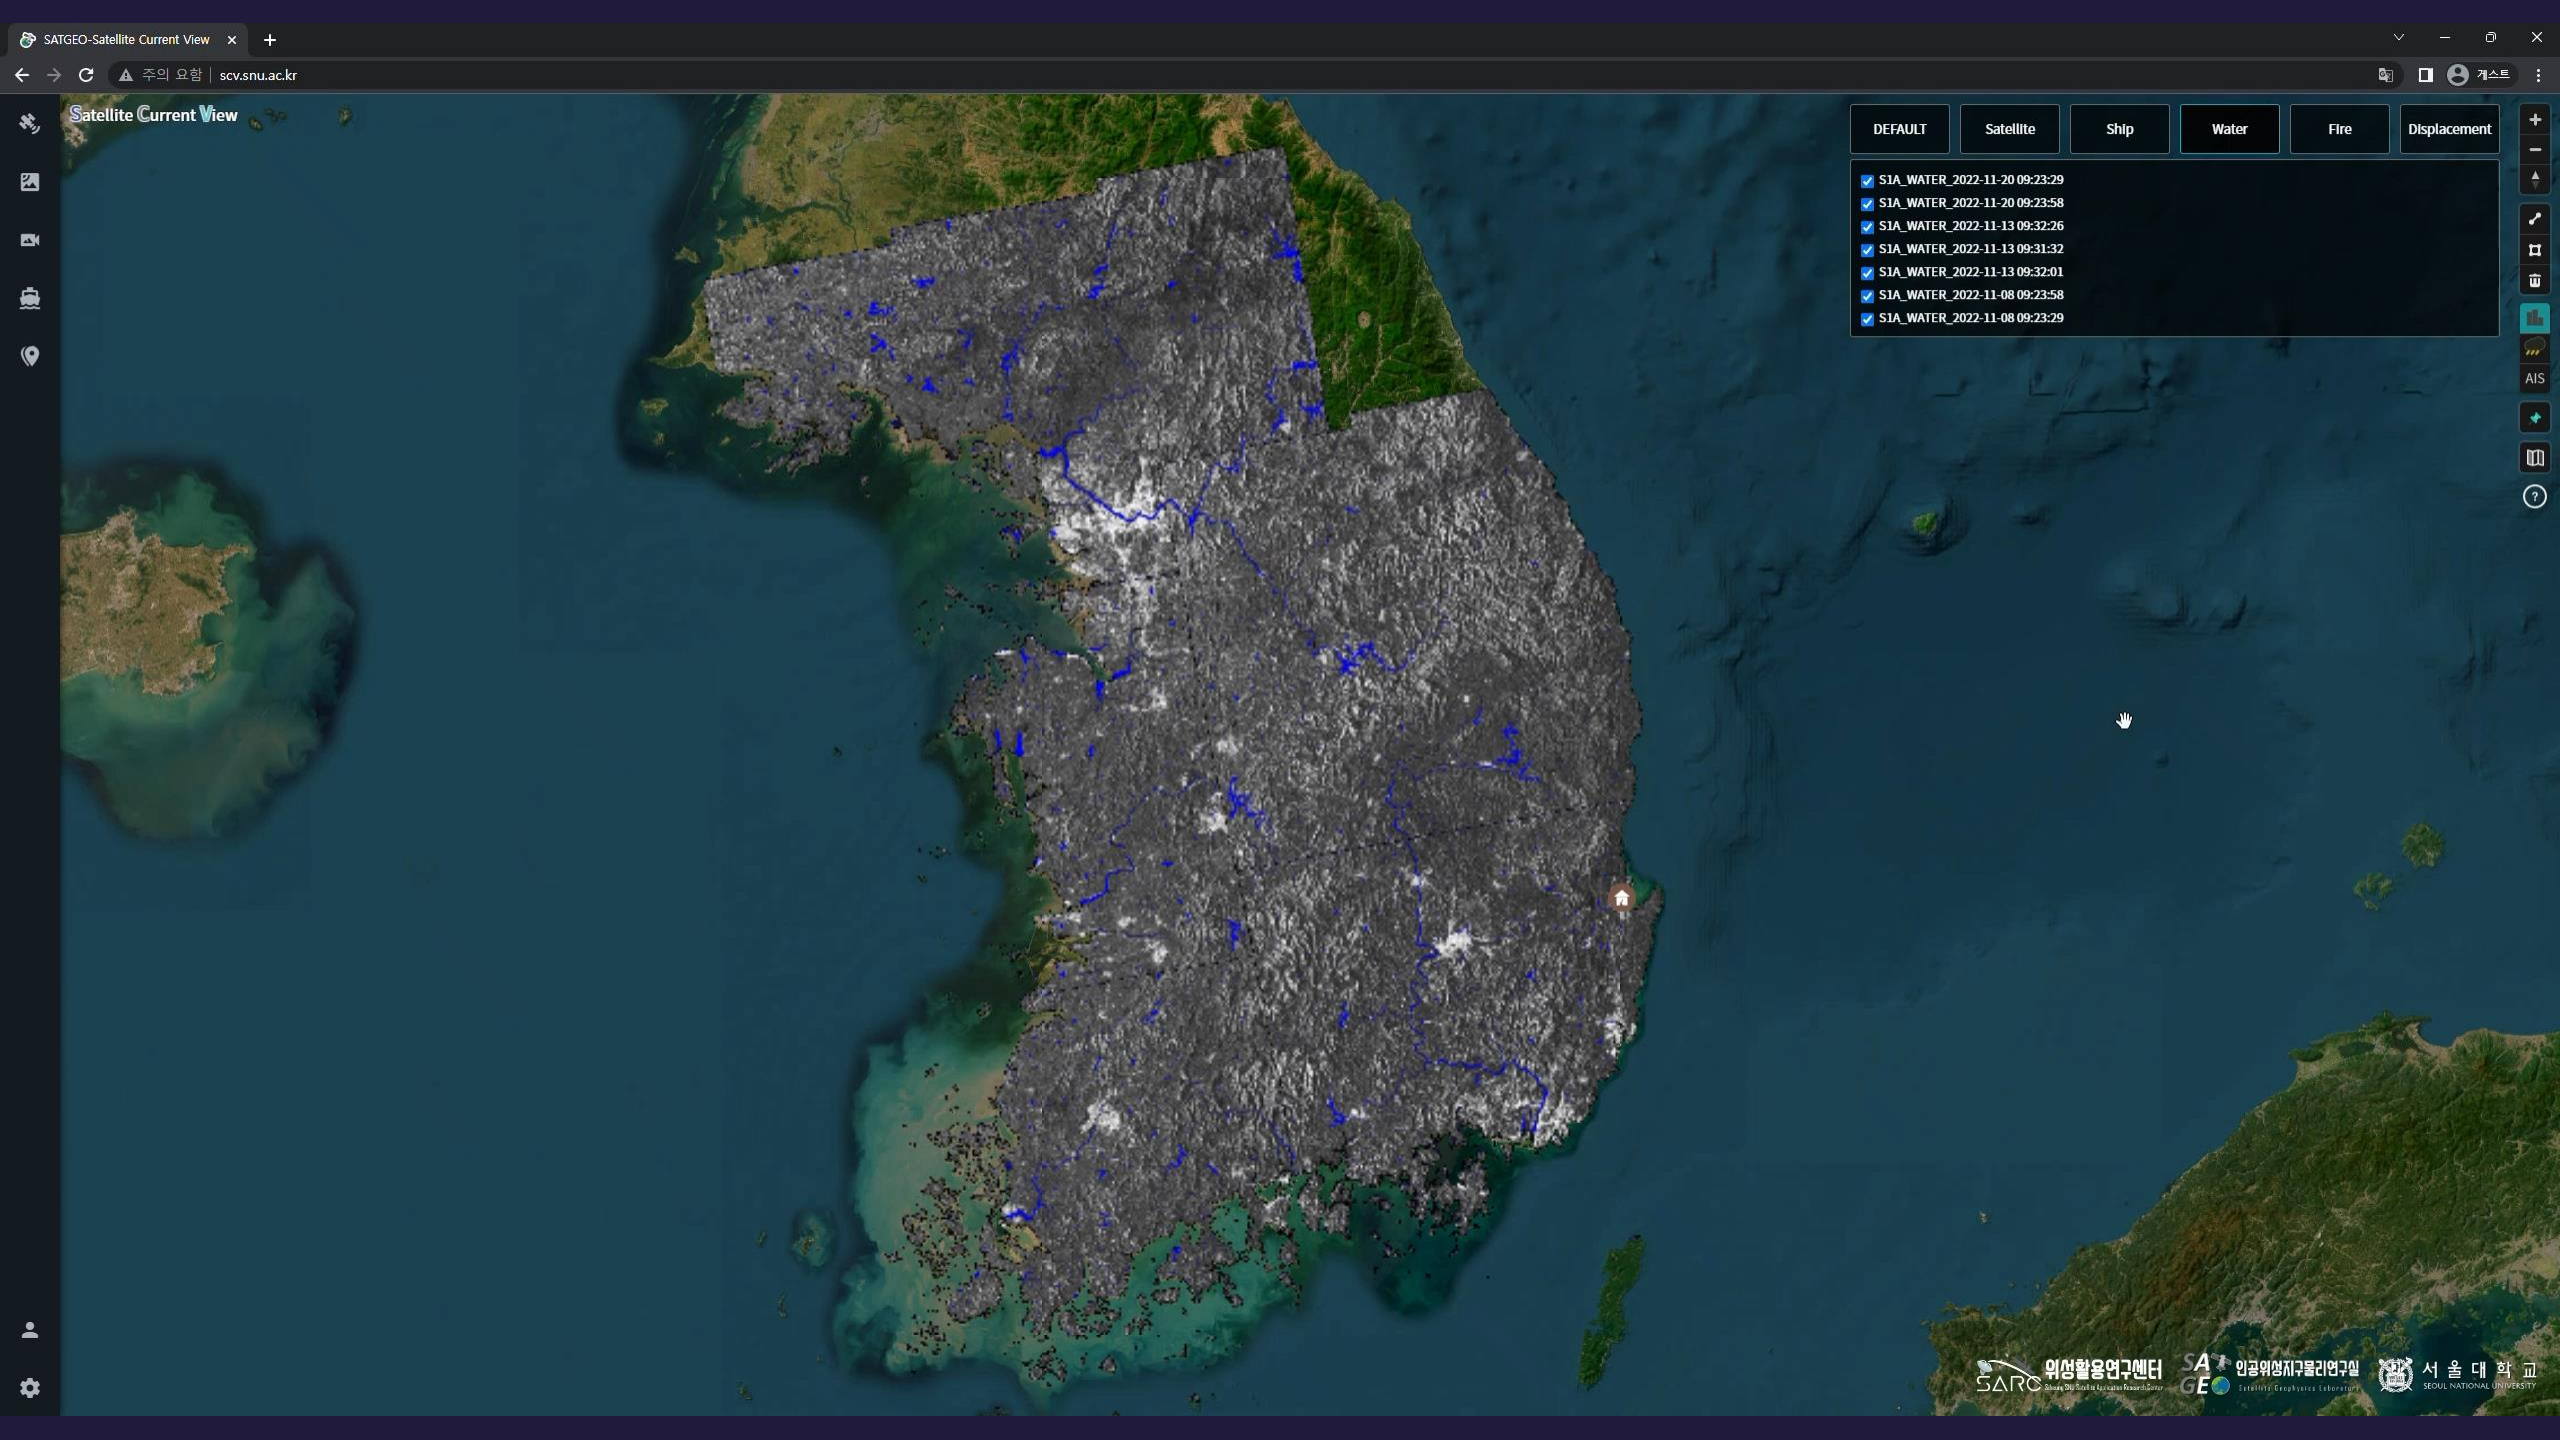 SATGEO-Satellite Current View
주의 요함 scv.snu.ac.kr
게스트
Satellite Current View
DEFAULT Satellite Ship Water Fire Displacement
S1A_WATER_2022-11-20 09:23:29
S1A_WATER_2022-11-20 09:23:58
S1A_WATER_2022-11-13 09:32:26
S1A_WATER_2022-11-13 09:31:32
S1A_WATER_2022-11-13 09:32:01
S1A_WATER_2022-11-08 09:23:58
S1A_WATER_2022-11-08 09:23:29
AIS
SARC 위성활용연구센터
SAT GEO 인공위성지구물리연구실
Satellite Geophysics Laboratory
서울대학교
SEOUL NATIONAL UNIVERSITY